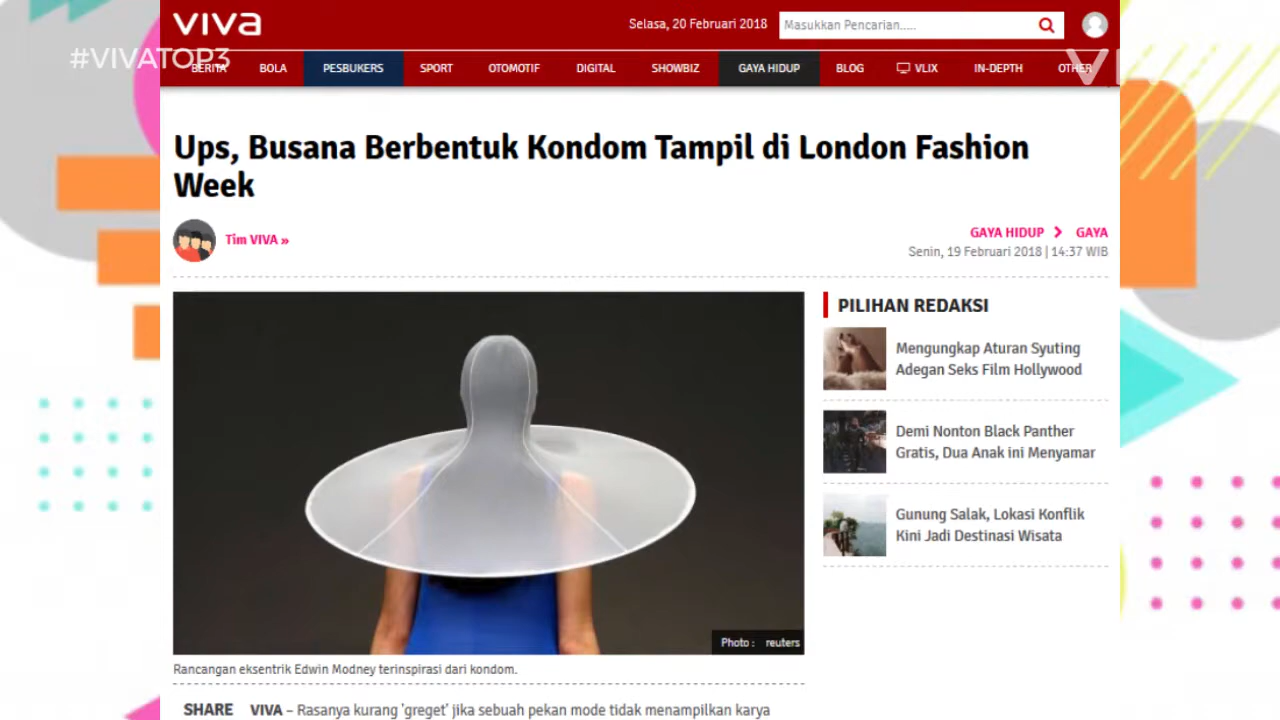 viva
Selasa, 20 Februari 2018
Masukkan Pencarian.....
#VIVATOP3
BERITA
BOLA
PESBUKERS
SPORT
OTOMOTIF
DIGITAL
SHOWBIZ
GAYA HIDUP
BLOG
VLIX
IN-DEPTH
OTHER
Ups, Busana Berbentuk Kondom Tampil di London Fashion
Week
Tim VIVA »
GAYA HIDUP > GAYA
Senin, 19 Februari 2018 | 14:37 WIB
PILIHAN REDAKSI
Mengungkap Aturan Syuting
Adegan Seks Film Hollywood
Demi Nonton Black Panther
Gratis, Dua Anak ini Menyamar
Gunung Salak, Lokasi Konflik
Kini Jadi Destinasi Wisata
Photo : reuters
Rancangan eksentrik Edwin Modney terinspirasi dari kondom.
SHARE
VIVA – Rasanya kurang 'greget' jika sebuah pekan mode tidak menampilkan karya